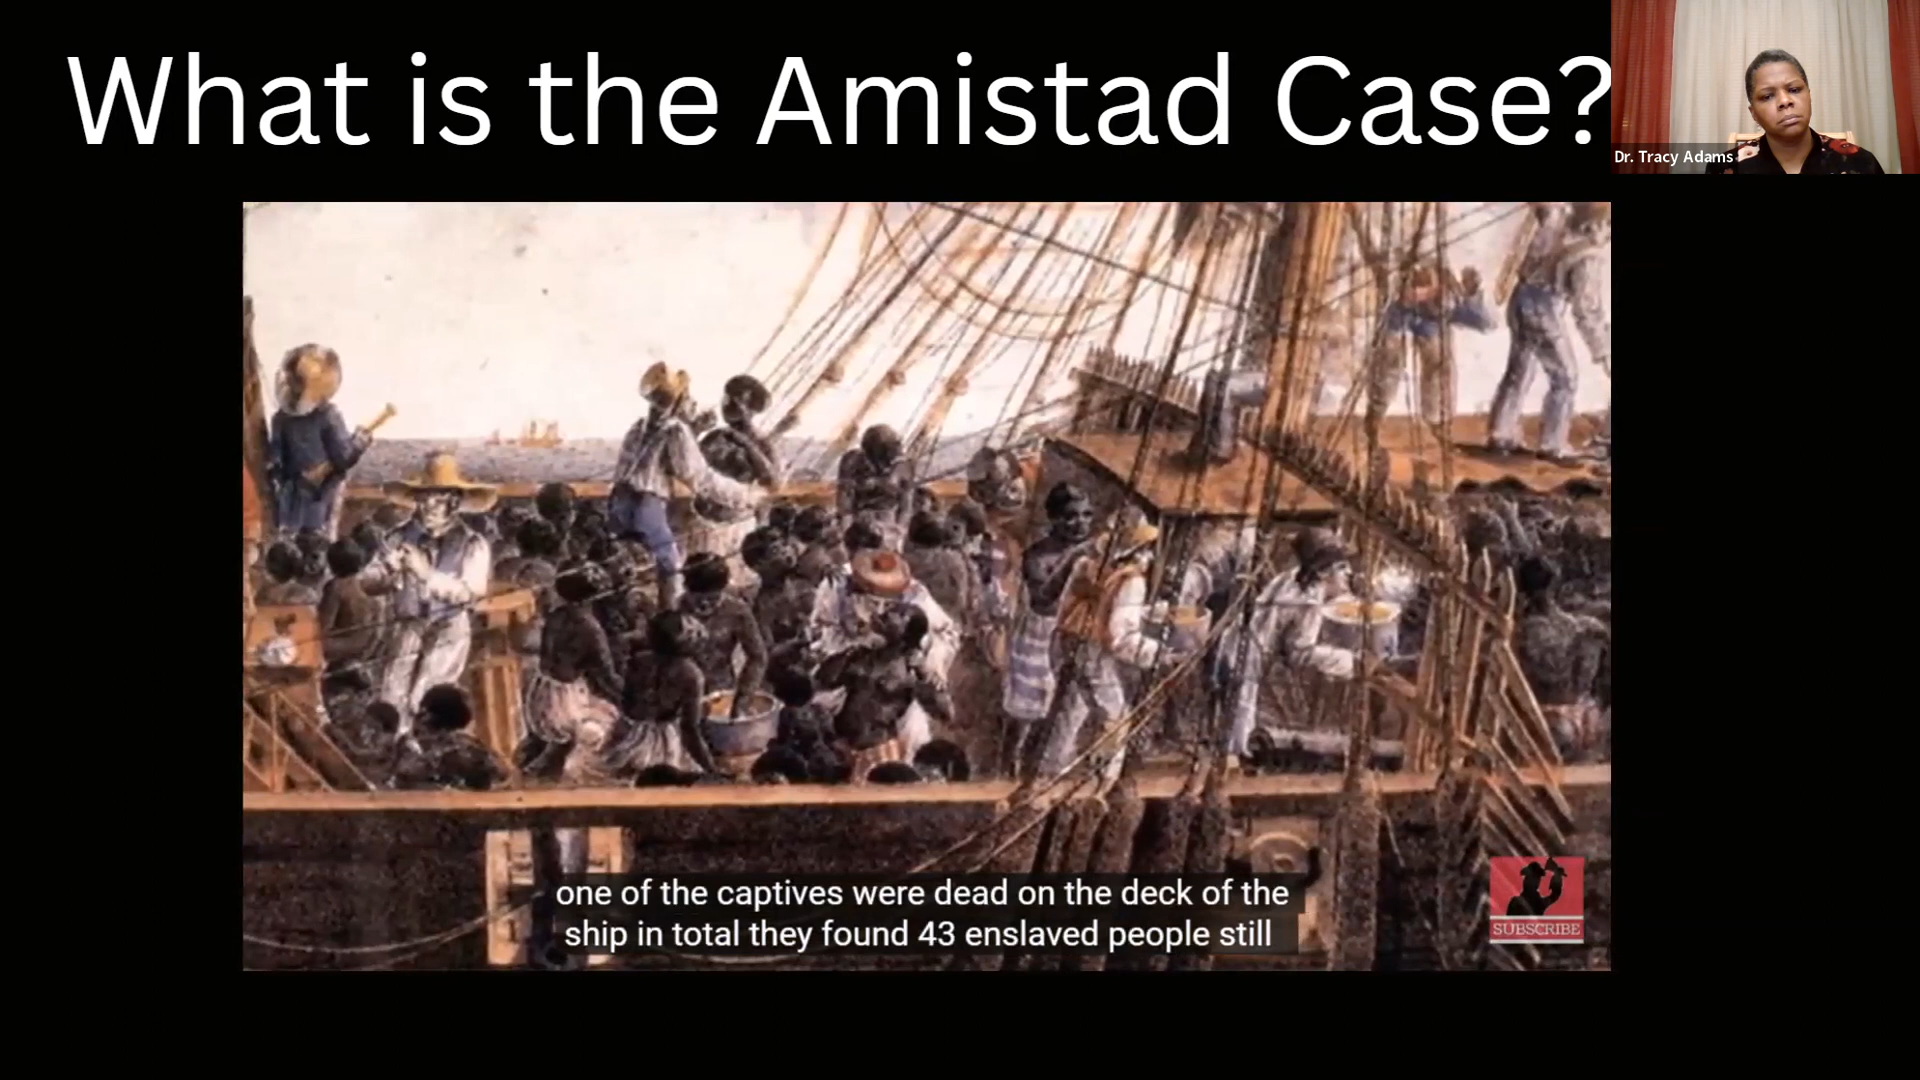 What is the Amistad Case?
Dr. Tracy Adams
one of the captives were dead on the deck of the
ship in total they found 43 enslaved people still
SUBSCRIBE